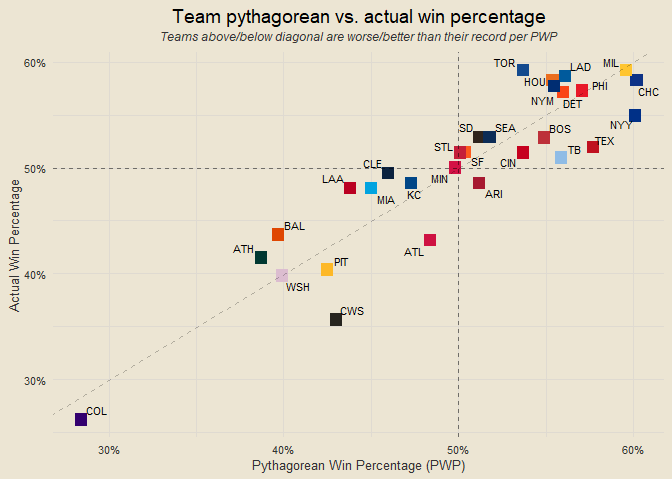 Team pythagorean vs. actual win percentage
Teams above/below diagonal are worse/better than their record per PWP
60%
TOR
LAD
MIL
HOU
PHI
CHC
NYM
DET
NYY
SD
SEA
BOS
TEX
STL
TB
50%
CLE
SF
CIN
LAA
MIN
MIA
KC
ARI
BAL
ATH
ATL
40%
PIT
WSH
CWS
30%
COL
30%
40%
50%
60%
Actual Win Percentage
Pythagorean Win Percentage (PWP)